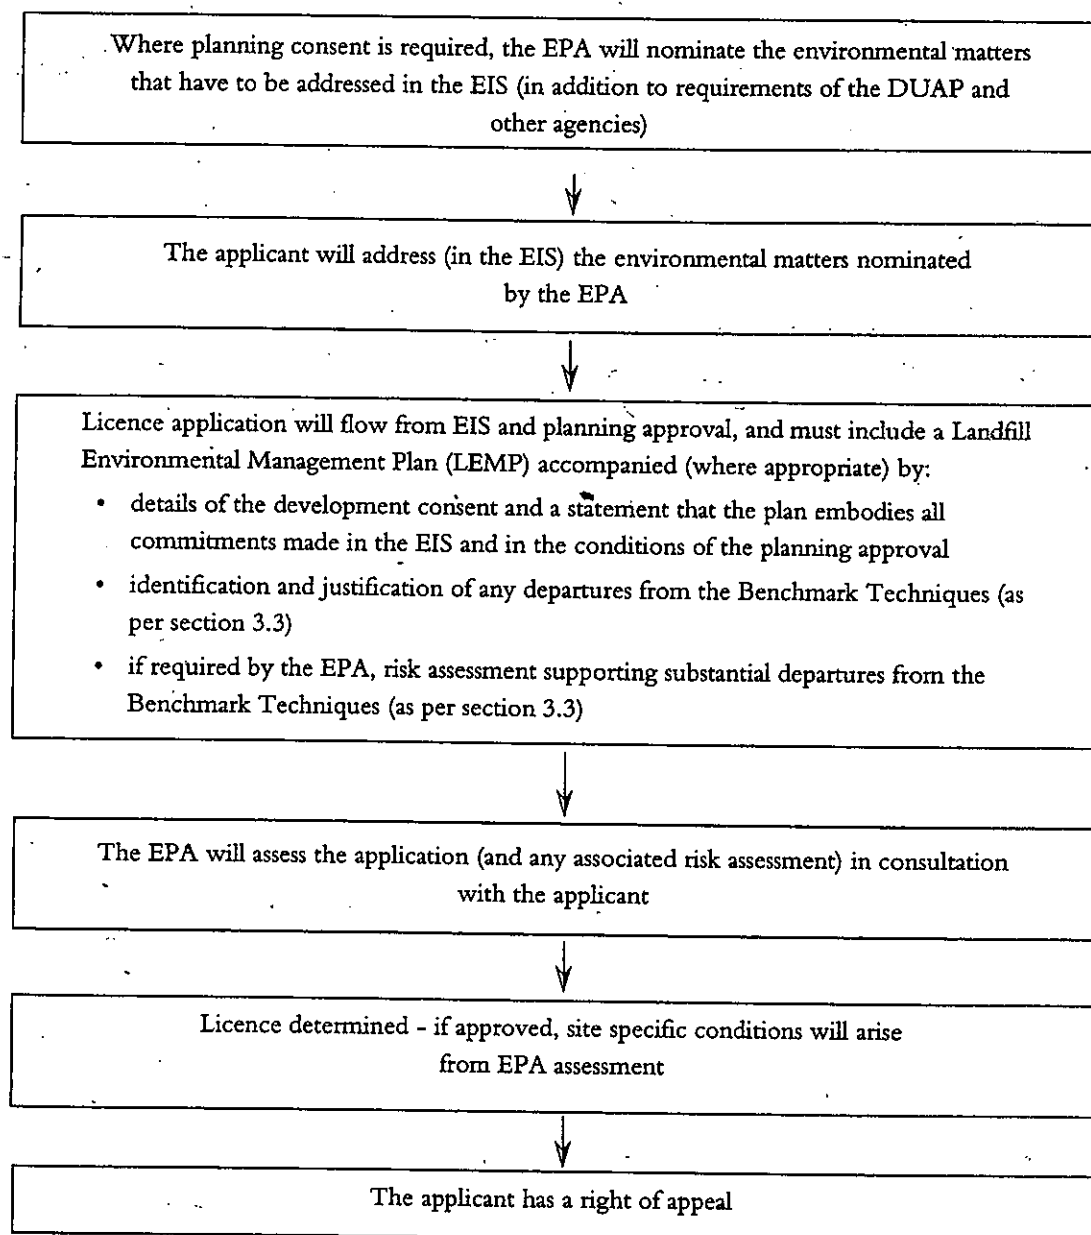 Where planning consent is required, the EPA will nominate the environmental matters
that have to be addressed in the EIS (in addition to requirements of the DUAP and
other agencies)
The applicant will address (in the EIS) the environmental matters nominated
by the EPA
Licence application will flow from EIS and planning approval, and must include a Landfill
Environmental Management Plan (LEMP) accompanied (where appropriate) by:
• details of the development consent and a statement that the plan embodies all
commitments made in the EIS and in the conditions of the planning approval
• identification and justification of any departures from the Benchmark Techniques (as
per section 3.3)
• if required by the EPA, risk assessment supporting substantial departures from the
Benchmark Techniques (as per section 3.3)
The EPA will assess the application (and any associated risk assessment) in consultation
with the applicant
Licence determined - if approved, site specific conditions will arise
from EPA assessment
The applicant has a right of appeal